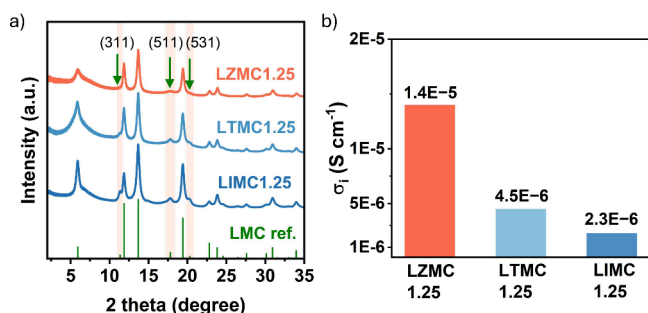 a)
(311)
(511)
(531)
LZMC1.25
LTMC1.25
LIMC1.25
LMC ref.
Intensity (a.u.)
5
10
15
20
25
30
35
2 theta (degree)
b)
2E−5
1E−5
5E−6
1E−6
σi (S cm⁻¹)
1.4E−5
4.5E−6
2.3E−6
LZMC
1.25
LTMC
1.25
LIMC
1.25